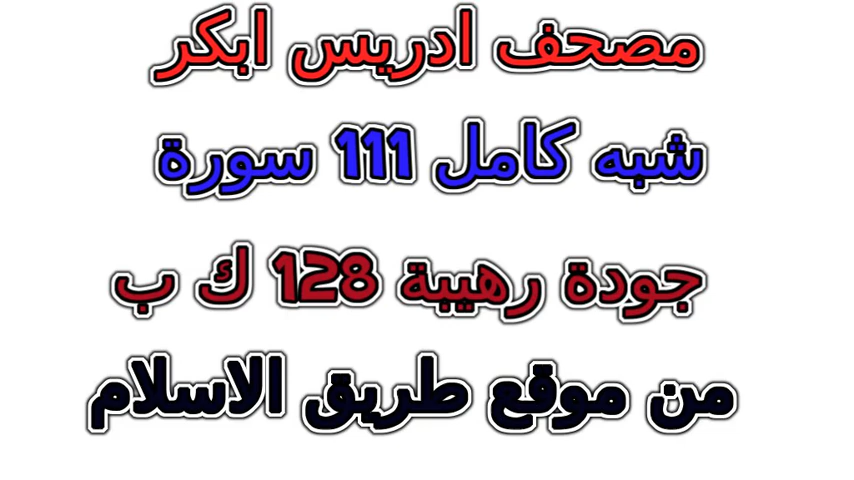 مصحف ادريس ابكر
شبه كامل 111 سورة
جودة رهيبة 128 ك ب
من موقع طريق الاسلام